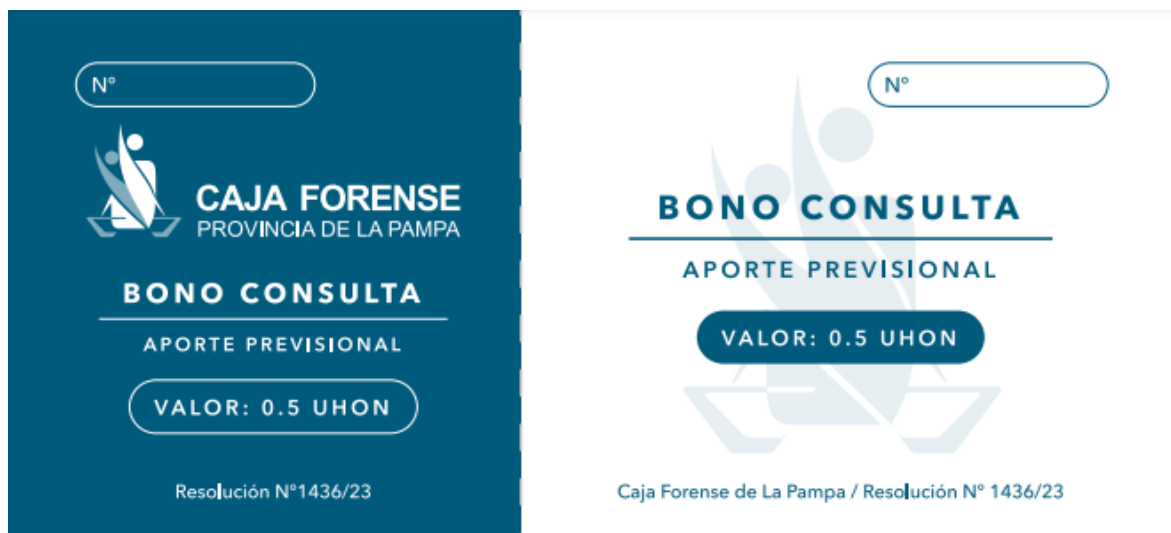 N°
CAJA FORENSE
PROVINCIA DE LA PAMPA
BONO CONSULTA
APORTE PREVISIONAL
VALOR: 0.5 UHON
Resolución N°1436/23
N°
BONO CONSULTA
APORTE PREVISIONAL
VALOR: 0.5 UHON
Caja Forense de La Pampa / Resolución N° 1436/23